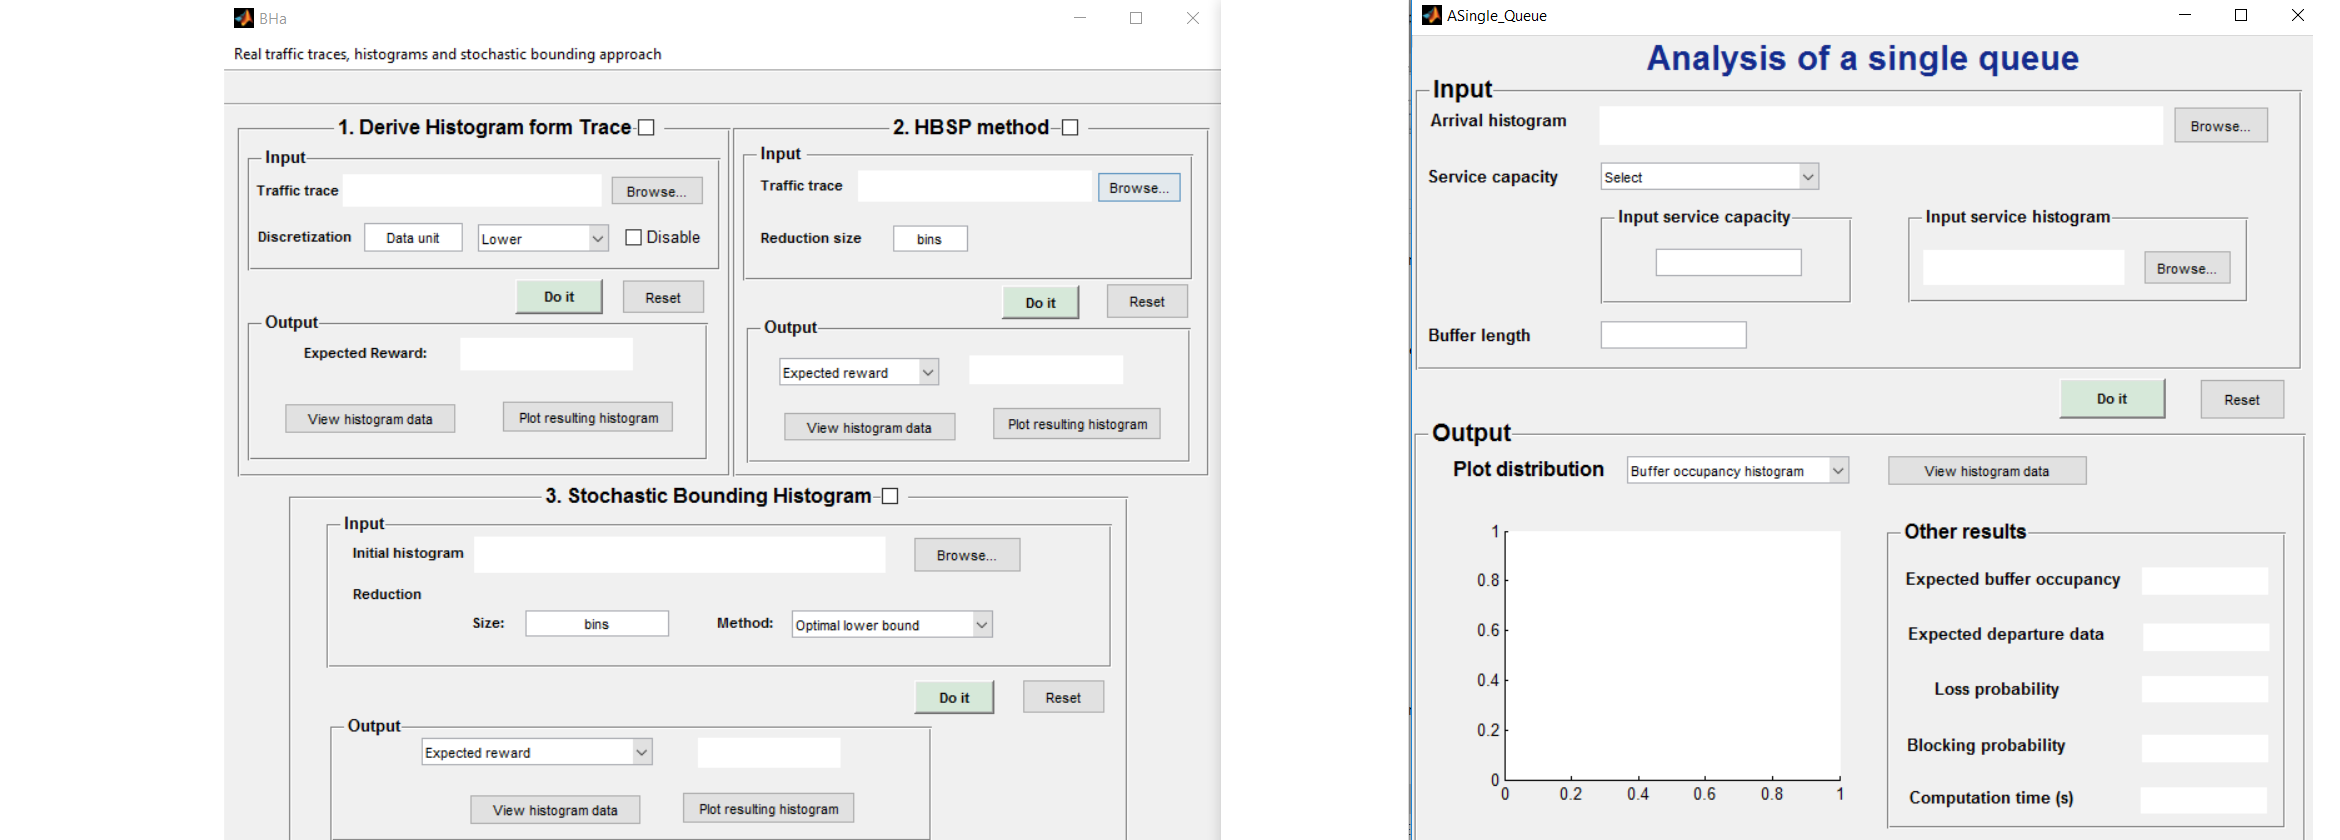 BHa
Real traffic traces, histograms and stochastic bounding approach
1. Derive Histogram form Trace
Input
Traffic trace
Browse...
Discretization
Data unit
Lower
Disable
Do it
Reset
Output
Expected Reward:
View histogram data
Plot resulting histogram
2. HBSP method
Input
Traffic trace
Browse...
Reduction size
bins
Do it
Reset
Output
Expected reward
View histogram data
Plot resulting histogram
3. Stochastic Bounding Histogram
Input
Initial histogram
Browse...
Reduction
Size:
bins
Method:
Optimal lower bound
Do it
Reset
Output
Expected reward
View histogram data
Plot resulting histogram
ASingle_Queue
Analysis of a single queue
Input
Arrival histogram
Browse...
Service capacity
Select
Input service capacity
Input service histogram
Browse...
Buffer length
Do it
Reset
Output
Plot distribution
Buffer occupancy histogram
View histogram data
1
0.8
0.6
0.4
0.2
0
0 0.2 0.4 0.6 0.8 1
Other results
Expected buffer occupancy
Expected departure data
Loss probability
Blocking probability
Computation time (s)